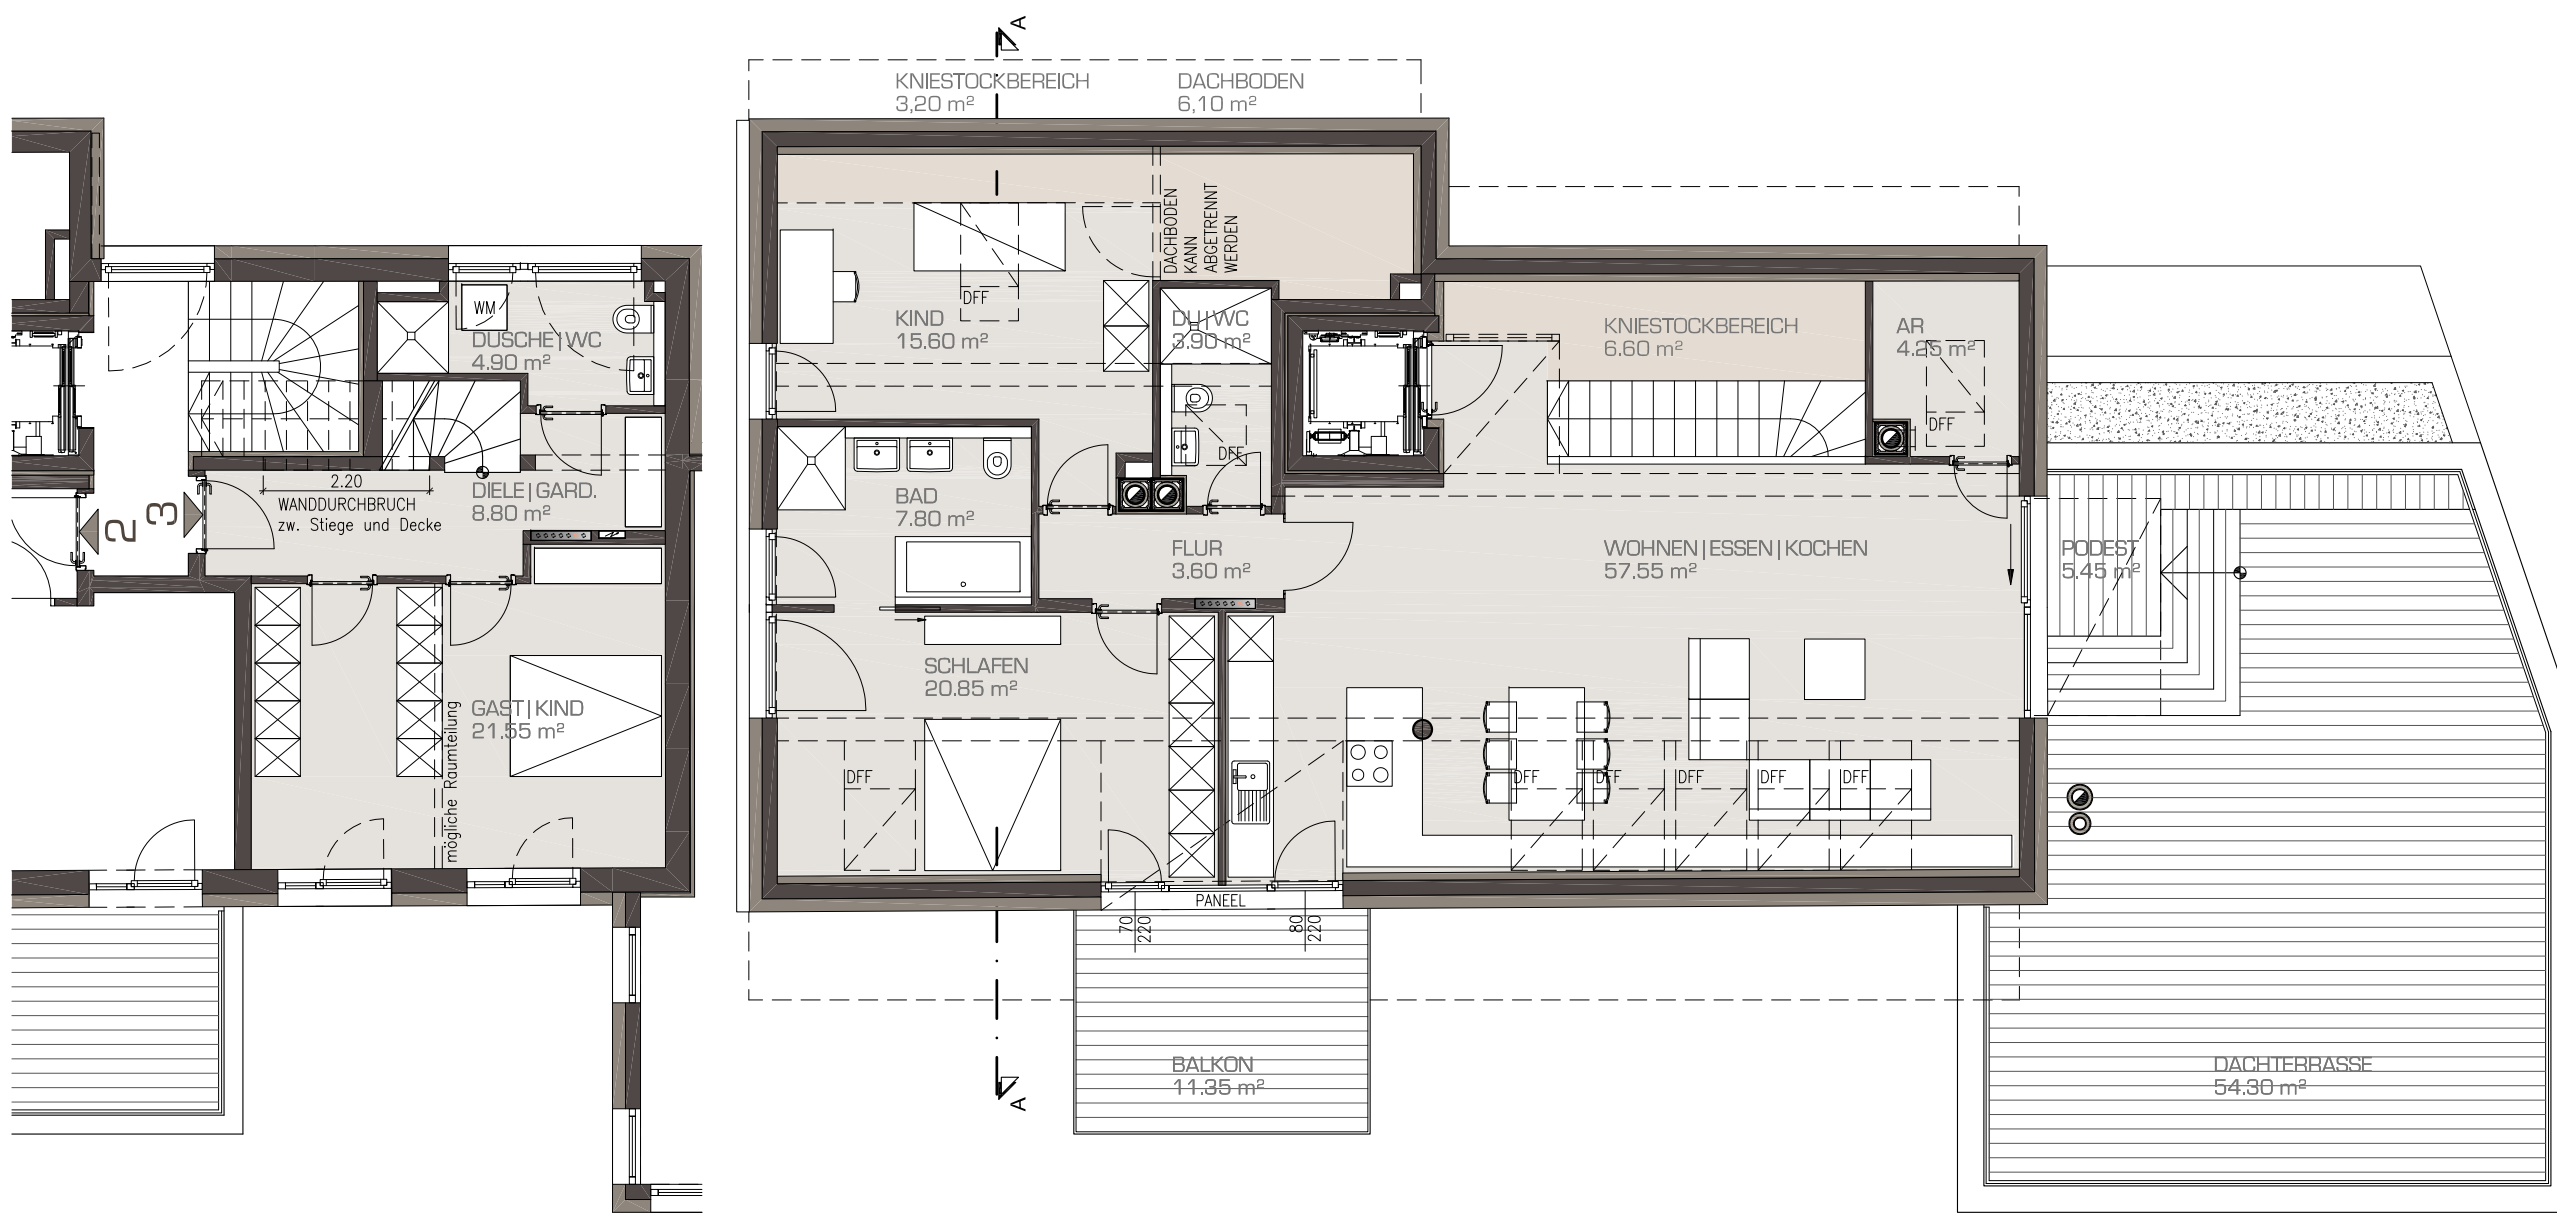 WM
DUSCHE|WC
4.90 m²
2.20
WANDDURCHBRUCH
zw. Stiege und Decke
DIELE|GARD.
8.80 m²
2
3
GAST|KIND
21.55 m²
mögliche Raumteilung
A
KNIESTOCKBEREICH
3,20 m²
DACHBODEN
6,10 m²
DACHBODEN
KANN
ABGETRENNT
WERDEN
DFF
KIND
15.60 m²
DU|WC
3.90 m²
DFF
KNIESTOCKBEREICH
6.60 m²
AR
4.25 m²
DFF
BAD
7.80 m²
FLUR
3.60 m²
WOHNEN|ESSEN|KOCHEN
57.55 m²
PODEST
5.45 m²
SCHLAFEN
20.85 m²
DFF
DFF
DFF
DFF
DFF
DFF
PANEEL
70
220
80
220
BALKON
11.35 m²
DACHTERRASSE
54.30 m²
A